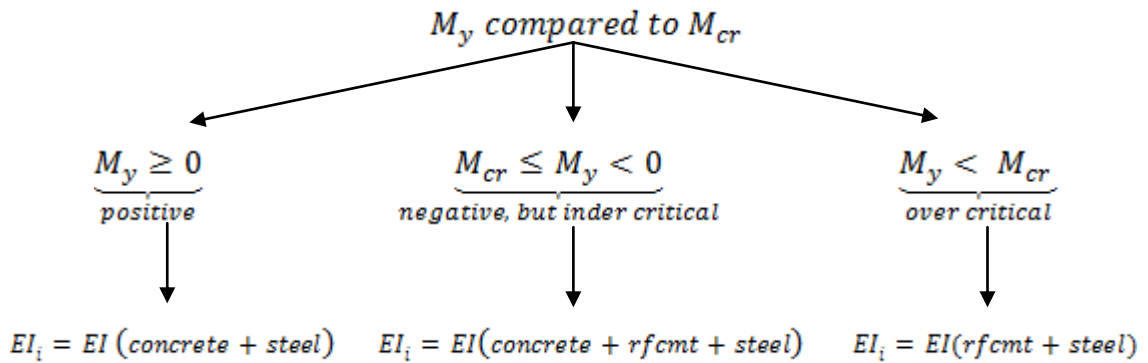 M_y compared to M_cr
M_y ≥ 0 M_cr ≤ M_y < 0 M_y < M_cr
positive negative, but inder critical over critical
EI_i = EI (concrete + steel) EI_i = EI(concrete + rfcmt + steel) EI_i = EI(rfcmt + steel)